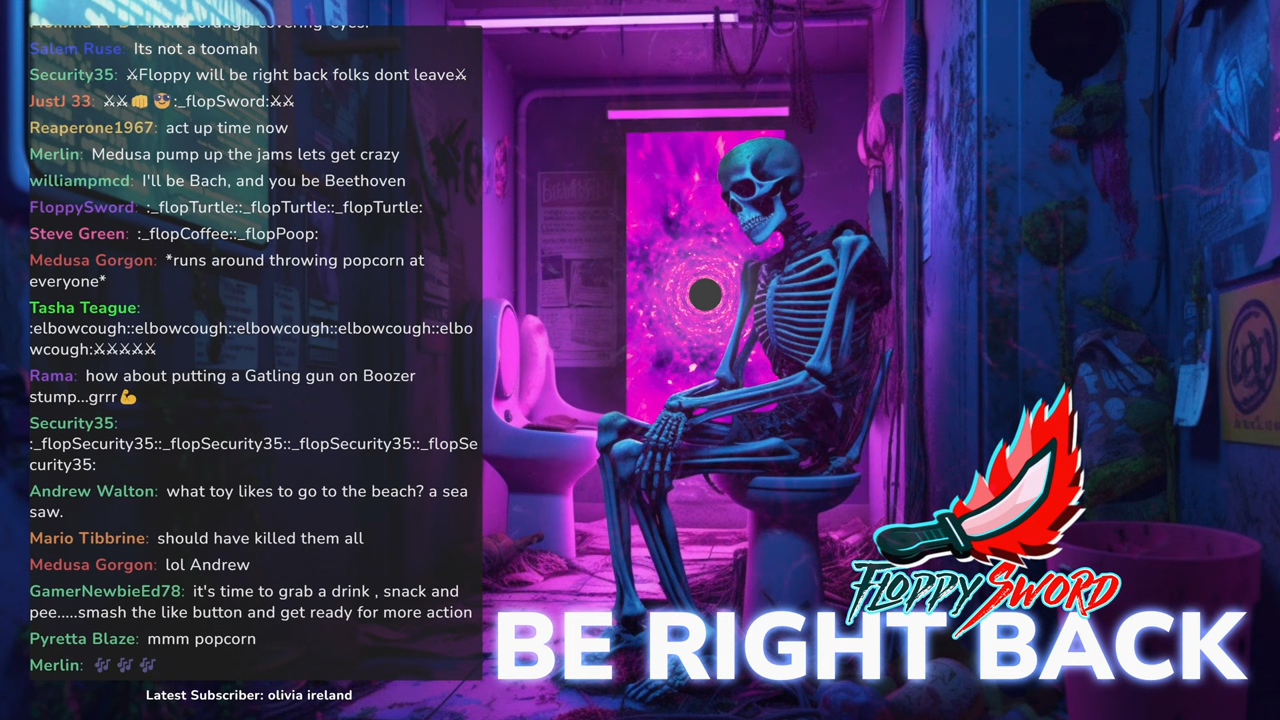 Salem Ruse: Its not a toomah
Security35: ⚔Floppy will be right back folks dont leave⚔
JustJ 33: ⚔⚔👊🥸:_flopSword:⚔⚔
Reaperone1967: act up time now
Merlin: Medusa pump up the jams lets get crazy
williampmcd: I'll be Bach, and you be Beethoven
FloppySword: :_flopTurtle::_flopTurtle::_flopTurtle:
Steve Green: :_flopCoffee::_flopPoop:
Medusa Gorgon: *runs around throwing popcorn at
everyone*
Tasha Teague:
:elbowcough::elbowcough::elbowcough::elbowcough::elbo
wcough:⚔⚔⚔⚔⚔
Rama: how about putting a Gatling gun on Boozer
stump...grrr💪
Security35:
:_flopSecurity35::_flopSecurity35::_flopSecurity35::_flopSe
curity35:
Andrew Walton: what toy likes to go to the beach? a sea
saw.
Mario Tibbrine: should have killed them all
Medusa Gorgon: lol Andrew
GamerNewbieEd78: it's time to grab a drink , snack and
pee.....smash the like button and get ready for more action
Pyretta Blaze: mmm popcorn
Merlin: 🎶 🎶 🎶
Latest Subscriber: olivia ireland
FLOPPY SWORD
BE RIGHT BACK